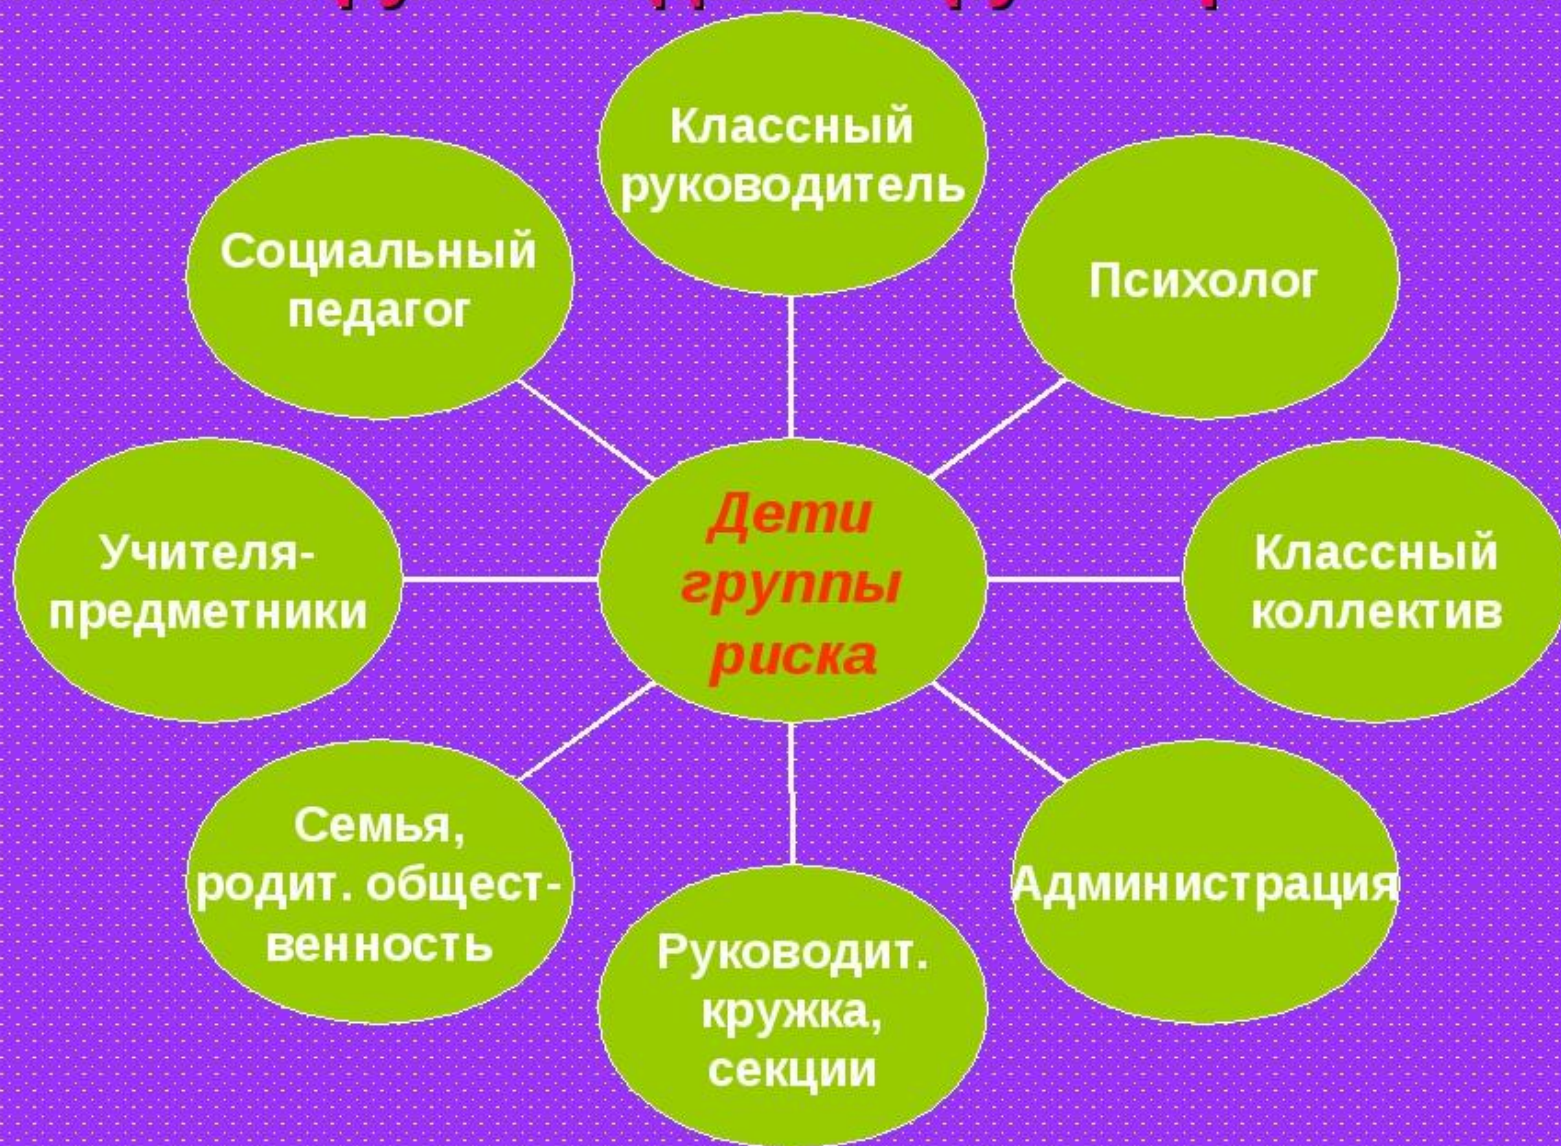 Классный
руководитель
Социальный
педагог
Психолог
Учителя-
предметники
Дети
группы
риска
Классный
коллектив
Семья,
родит. общест-
венность
Администрация
Руководит.
кружка,
секции